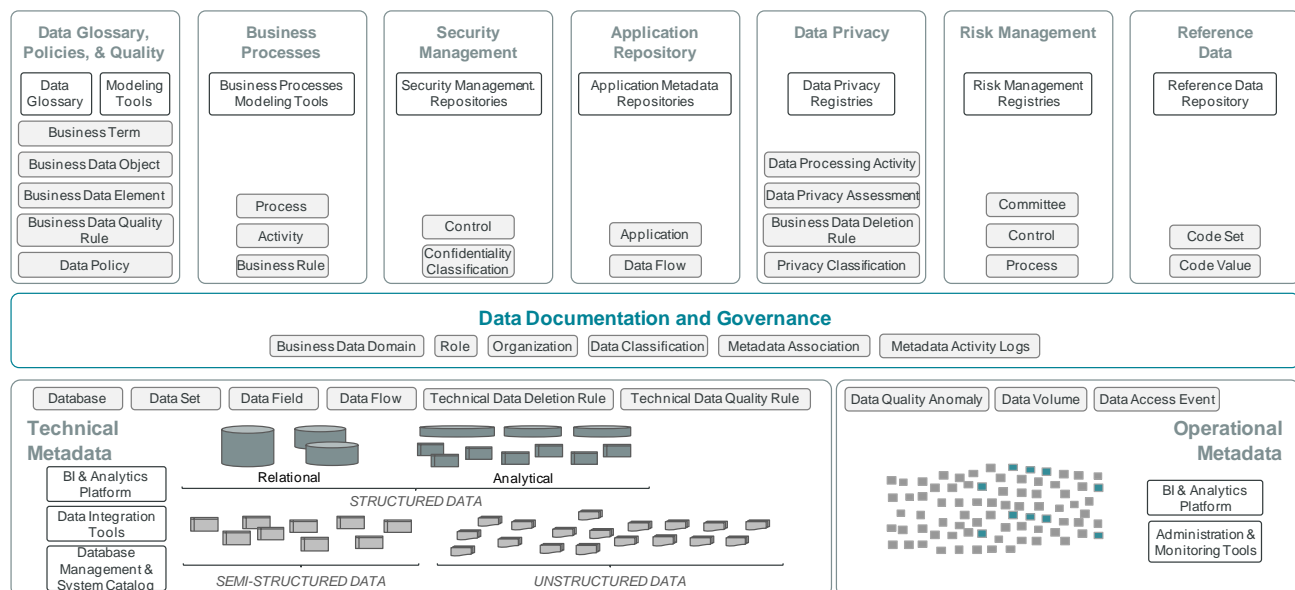 Data Glossary,
Policies, & Quality
Data
Glossary
Modeling
Tools
Business Term
Business Data Object
Business Data Element
Business Data Quality
Rule
Data Policy
Business
Processes
Business Processes
Modeling Tools
Process
Activity
Business Rule
Security
Management
Security Management.
Repositories
Control
Confidentiality
Classification
Application
Repository
Application Metadata
Repositories
Application
Data Flow
Data Privacy
Data Privacy
Registries
Data Processing Activity
Data Privacy Assessment
Business Data Deletion
Rule
Privacy Classification
Risk Management
Risk Management
Registries
Committee
Control
Process
Reference
Data
Reference Data
Repository
Code Set
Code Value
Data Documentation and Governance
Business Data Domain
Role
Organization
Data Classification
Metadata Association
Metadata Activity Logs
Database
Data Set
Data Field
Data Flow
Technical Data Deletion Rule
Technical Data Quality Rule
Technical
Metadata
BI & Analytics
Platform
Data Integration
Tools
Database
Management &
System Catalog
Relational
Analytical
STRUCTURED DATA
SEMI-STRUCTURED DATA
UNSTRUCTURED DATA
Data Quality Anomaly
Data Volume
Data Access Event
Operational
Metadata
BI & Analytics
Platform
Administration &
Monitoring Tools